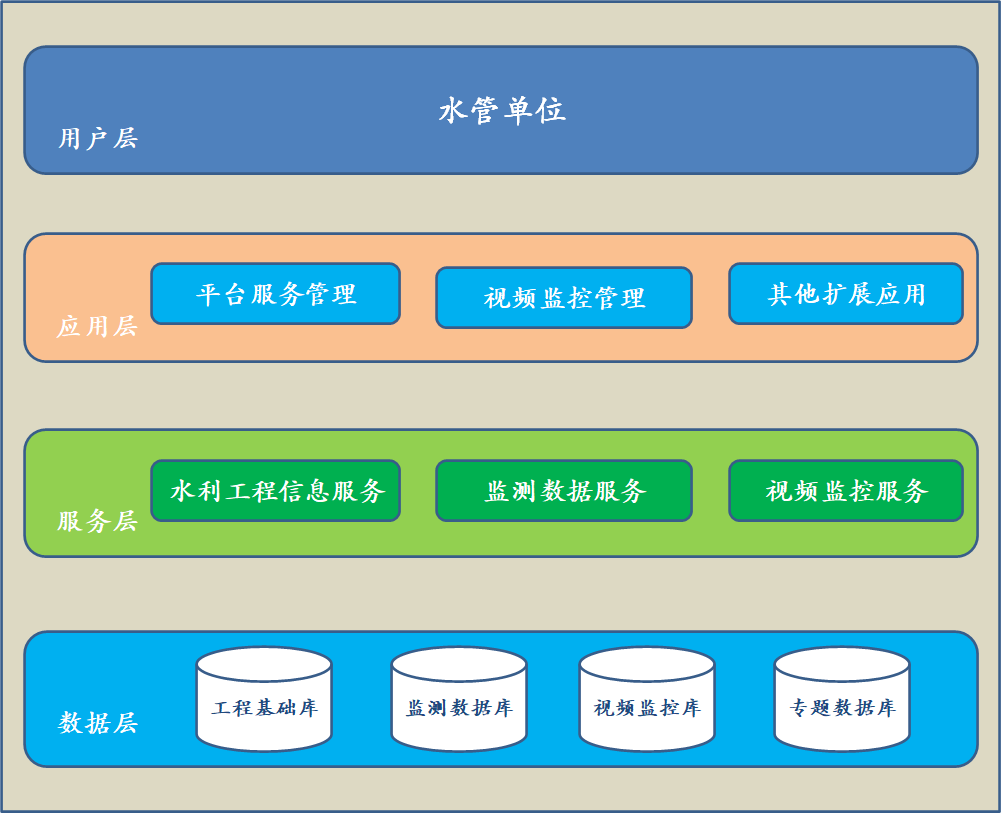 水管单位
用户层
平台服务管理
视频监控管理
其他扩展应用
应用层
水利工程信息服务
监测数据服务
视频监控服务
服务层
工程基础库
监测数据库
视频监控库
专题数据库
数据层